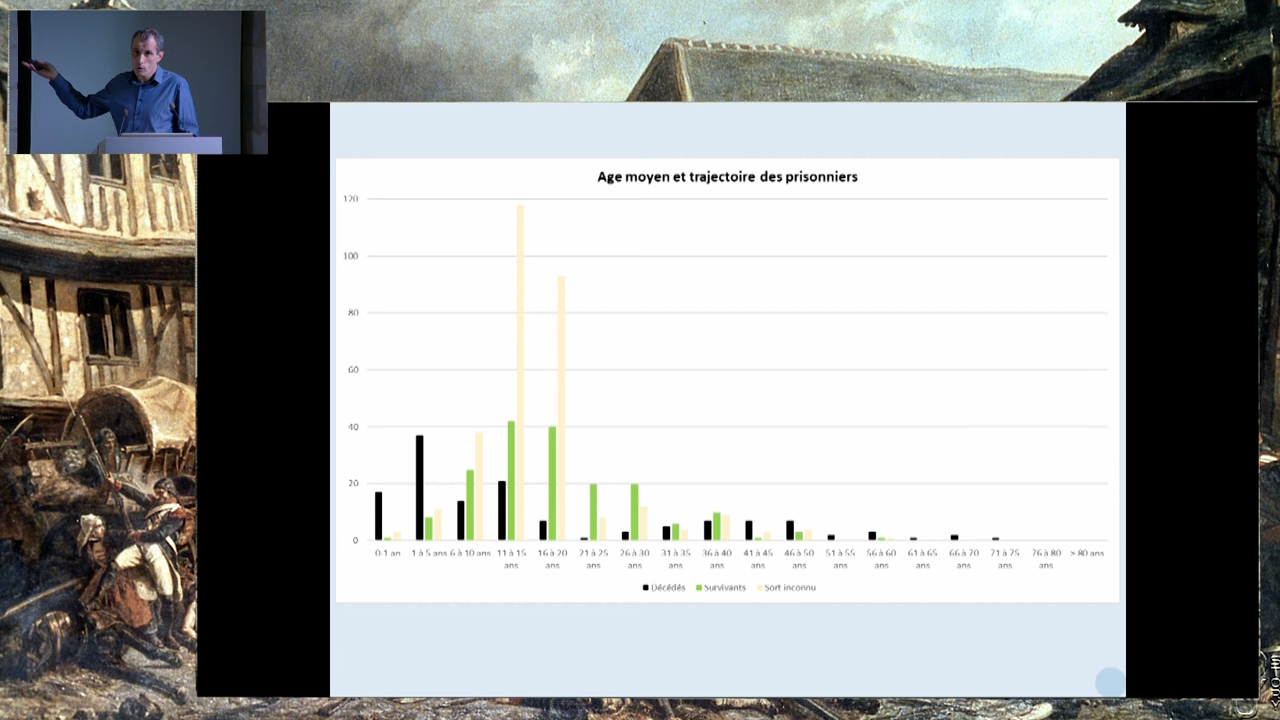 Age moyen et trajectoire des prisonniers
120
100
80
60
40
20
0
0-1 an 1 à 5 ans 6 à 10 ans 11 à 15 ans 16 à 20 ans 21 à 25 ans 26 à 30 ans 31 à 35 ans 36 à 40 ans 41 à 45 ans 46 à 50 ans 51 à 55 ans 56 à 60 ans 61 à 65 ans 66 à 70 ans 71 à 75 ans 76 à 80 ans > 80 ans
Décédés Survivants Sort inconnu